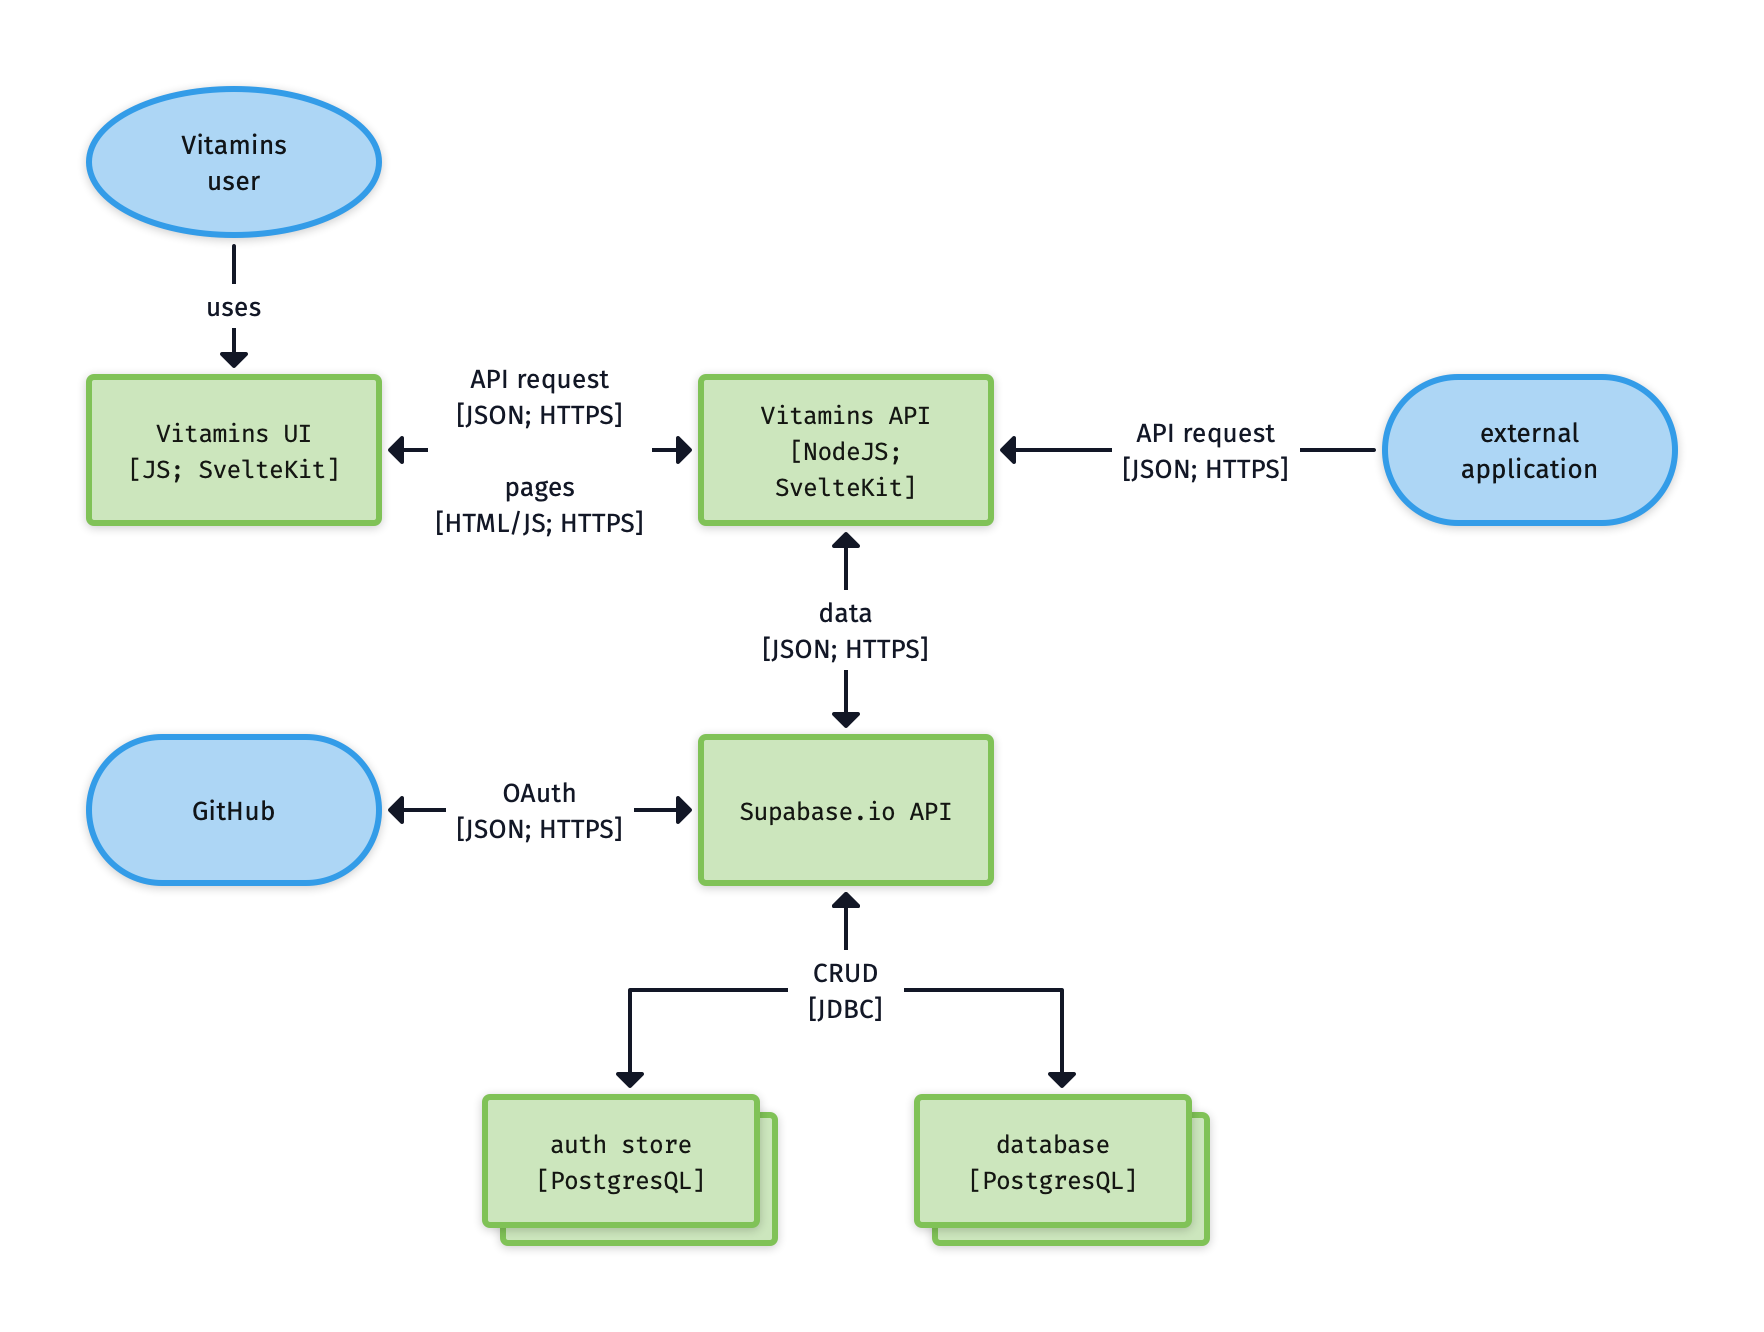 Vitamins
user
uses
Vitamins UI
[JS; SvelteKit]
API request
[JSON; HTTPS]
pages
[HTML/JS; HTTPS]
Vitamins API
[NodeJS;
SvelteKit]
API request
[JSON; HTTPS]
external
application
data
[JSON; HTTPS]
GitHub
OAuth
[JSON; HTTPS]
Supabase.io API
CRUD
[JDBC]
auth store
[PostgresQL]
database
[PostgresQL]